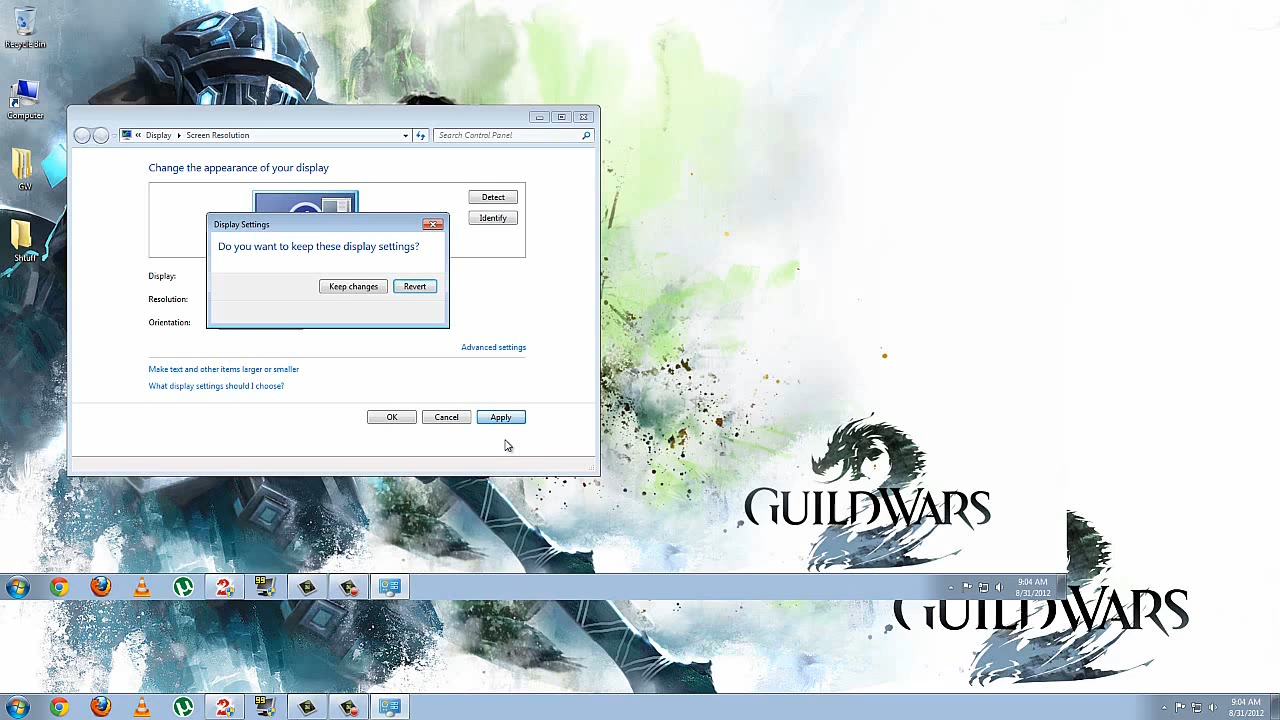 Recycle Bin
Computer
GW
Shtuff
« Display ▸ Screen Resolution
Search Control Panel
Change the appearance of your display
Detect
Identify
Display Settings
Do you want to keep these display settings?
Keep changes
Revert
Display:
Resolution:
Orientation:
Advanced settings
Make text and other items larger or smaller
What display settings should I choose?
OK
Cancel
Apply
GUILDWARS
99
9:04 AM
8/31/2012
GUILDWARS
99
9:04 AM
8/31/2012